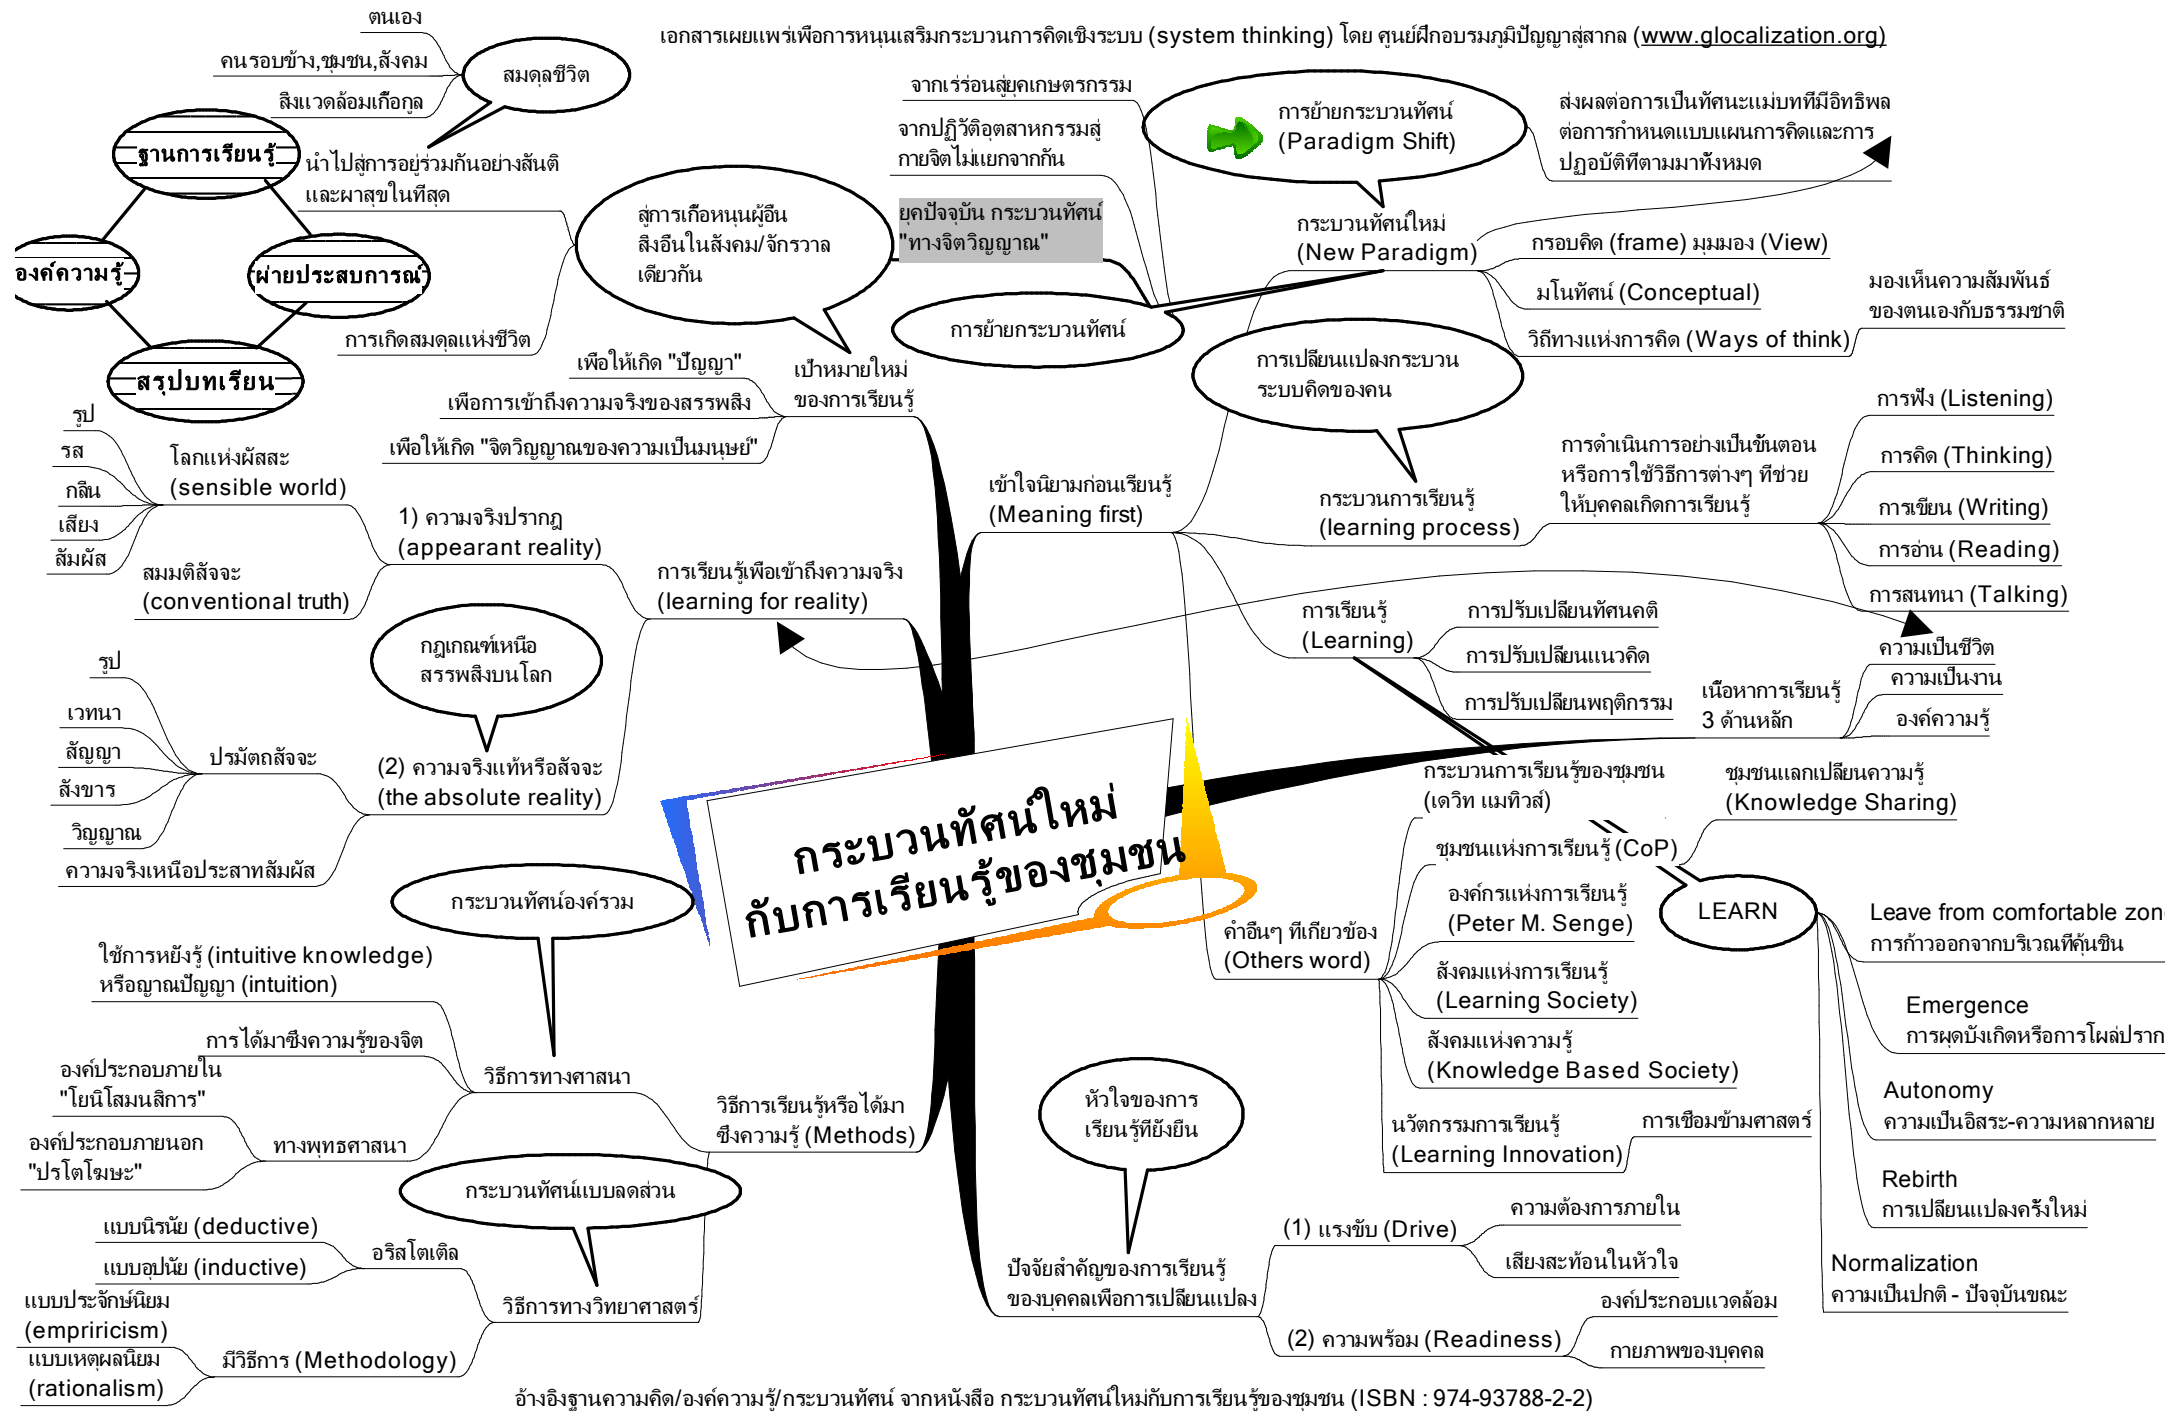 เอกสารเผยแพร่เพื่อการหนุนเสริมกระบวนการคิดเชิงระบบ (system thinking) โดย ศูนย์ฝึกอบรมภูมิปัญญาสู่สากล (www.glocalization.org)
ตนเอง
คนรอบข้าง,ชุมชน,สังคม
สิ่งแวดล้อมเกื้อกูล
สมดุลชีวิต
ฐานการเรียนรู้
องค์ความรู้
ผ่ายประสบการณ์
สรุปบทเรียน
นำไปสู่การอยู่ร่วมกันอย่างสันติ
และผาสุขในที่สุด
การเกิดสมดุลแห่งชีวิต
สู่การเกื้อหนุนผู้อื่น
สิ่งอื่นในสังคม/จักรวาล
เดียวกัน
เป้าหมายใหม่
ของการเรียนรู้
เพื่อให้เกิด "ปัญญา"
เพื่อการเข้าถึงความจริงของสรรพสิ่ง
เพื่อให้เกิด "จิตวิญญาณของความเป็นมนุษย์"
จากเร่ร่อนสู่ยุคเกษตรกรรม
จากปฏิวัติอุตสาหกรรมสู่
กายจิตไม่แยกจากกัน
ยุคปัจจุบัน กระบวนทัศน์
"ทางจิตวิญญาณ"
การย้ายกระบวนทัศน์
การย้ายกระบวนทัศน์
(Paradigm Shift)
ส่งผลต่อการเป็นทัศนะแม่บทที่มีอิทธิพล
ต่อการกำหนดแบบแผนการคิดและการ
ปฏอบัติที่ตามมาทั้งหมด
กระบวนทัศน์ใหม่
(New Paradigm)
กรอบคิด (frame) มุมมอง (View)
มโนทัศน์ (Conceptual)
วิถีทางแห่งการคิด (Ways of think)
มองเห็นความสัมพันธ์
ของตนเองกับธรรมชาติ
การเปลี่ยนแปลงกระบวน
ระบบคิดของคน
เข้าใจนิยามก่อนเรียนรู้
(Meaning first)
กระบวนการเรียนรู้
(learning process)
การดำเนินการอย่างเป็นขั้นตอน
หรือการใช้วิธีการต่างๆ ที่ช่วย
ให้บุคคลเกิดการเรียนรู้
การฟัง (Listening)
การคิด (Thinking)
การเขียน (Writing)
การอ่าน (Reading)
การสนทนา (Talking)
การเรียนรู้
(Learning)
การปรับเปลี่ยนทัศนคติ
การปรับเปลี่ยนแนวคิด
การปรับเปลี่ยนพฤติกรรม
เนื้อหาการเรียนรู้
3 ด้านหลัก
ความเป็นชีวิต
ความเป็นงาน
องค์ความรู้
รูป
รส
กลิ่น
เสียง
สัมผัส
โลกแห่งผัสสะ
(sensible world)
สมมติสัจจะ
(conventional truth)
1) ความจริงปรากฎ
(appearant reality)
การเรียนรู้เพื่อเข้าถึงความจริง
(learning for reality)
กฎเกณฑ์เหนือ
สรรพสิ่งบนโลก
(2) ความจริงแท้หรือสัจจะ
(the absolute reality)
รูป
เวทนา
สัญญา
สังขาร
วิญญาณ
ปรมัตถสัจจะ
ความจริงเหนือประสาทสัมผัส
กระบวนทัศน์ใหม่
กับการเรียนรู้ของชุมชน
กระบวนการเรียนรู้ของชุมชน
(เดวิท แมทิวส์)
ชุมชนแห่งการเรียนรู้ (CoP)
ชุมชนแลกเปลี่ยนความรู้
(Knowledge Sharing)
องค์กรแห่งการเรียนรู้
(Peter M. Senge)
คำอื่นๆ ที่เกี่ยวข้อง
(Others word)
สังคมแห่งการเรียนรู้
(Learning Society)
สังคมแห่งความรู้
(Knowledge Based Society)
นวัตกรรมการเรียนรู้
(Learning Innovation)
การเชื่อมข้ามศาสตร์
LEARN
Leave from comfortable zon
การก้าวออกจากบริเวณที่คุ้นชิน
Emergence
การผุดบังเกิดหรือการโผล่ปราก
Autonomy
ความเป็นอิสระ-ความหลากหลาย
Rebirth
การเปลี่ยนแปลงครั้งใหม่
Normalization
ความเป็นปกติ - ปัจจุบันขณะ
กระบวนทัศน์องค์รวม
ใช้การหยั่งรู้ (intuitive knowledge)
หรือญาณปัญญา (intuition)
การได้มาซึ่งความรู้ของจิต
องค์ประกอบภายใน
"โยนิโสมนสิการ"
องค์ประกอบภายนอก
"ปรโตโฆษะ"
ทางพุทธศาสนา
วิธีการทางศาสนา
วิธีการเรียนรู้หรือได้มา
ซึ่งความรู้ (Methods)
กระบวนทัศน์แบบลดส่วน
แบบนิรนัย (deductive)
แบบอุปนัย (inductive)
อริสโตเติล
วิธีการทางวิทยาศาสตร์
แบบประจักษ์นิยม
(empriricism)
แบบเหตุผลนิยม
(rationalism)
มีวิธีการ (Methodology)
หัวใจของการ
เรียนรู้ที่ยั่งยืน
ปัจจัยสำคัญของการเรียนรู้
ของบุคคลเพื่อการเปลี่ยนแปลง
(1) แรงขับ (Drive)
ความต้องการภายใน
เสียงสะท้อนในหัวใจ
(2) ความพร้อม (Readiness)
องค์ประกอบแวดล้อม
กายภาพของบุคคล
อ้างอิงฐานความคิด/องค์ความรู้/กระบวนทัศน์ จากหนังสือ กระบวนทัศน์ใหม่กับการเรียนรู้ของชุมชน (ISBN : 974-93788-2-2)